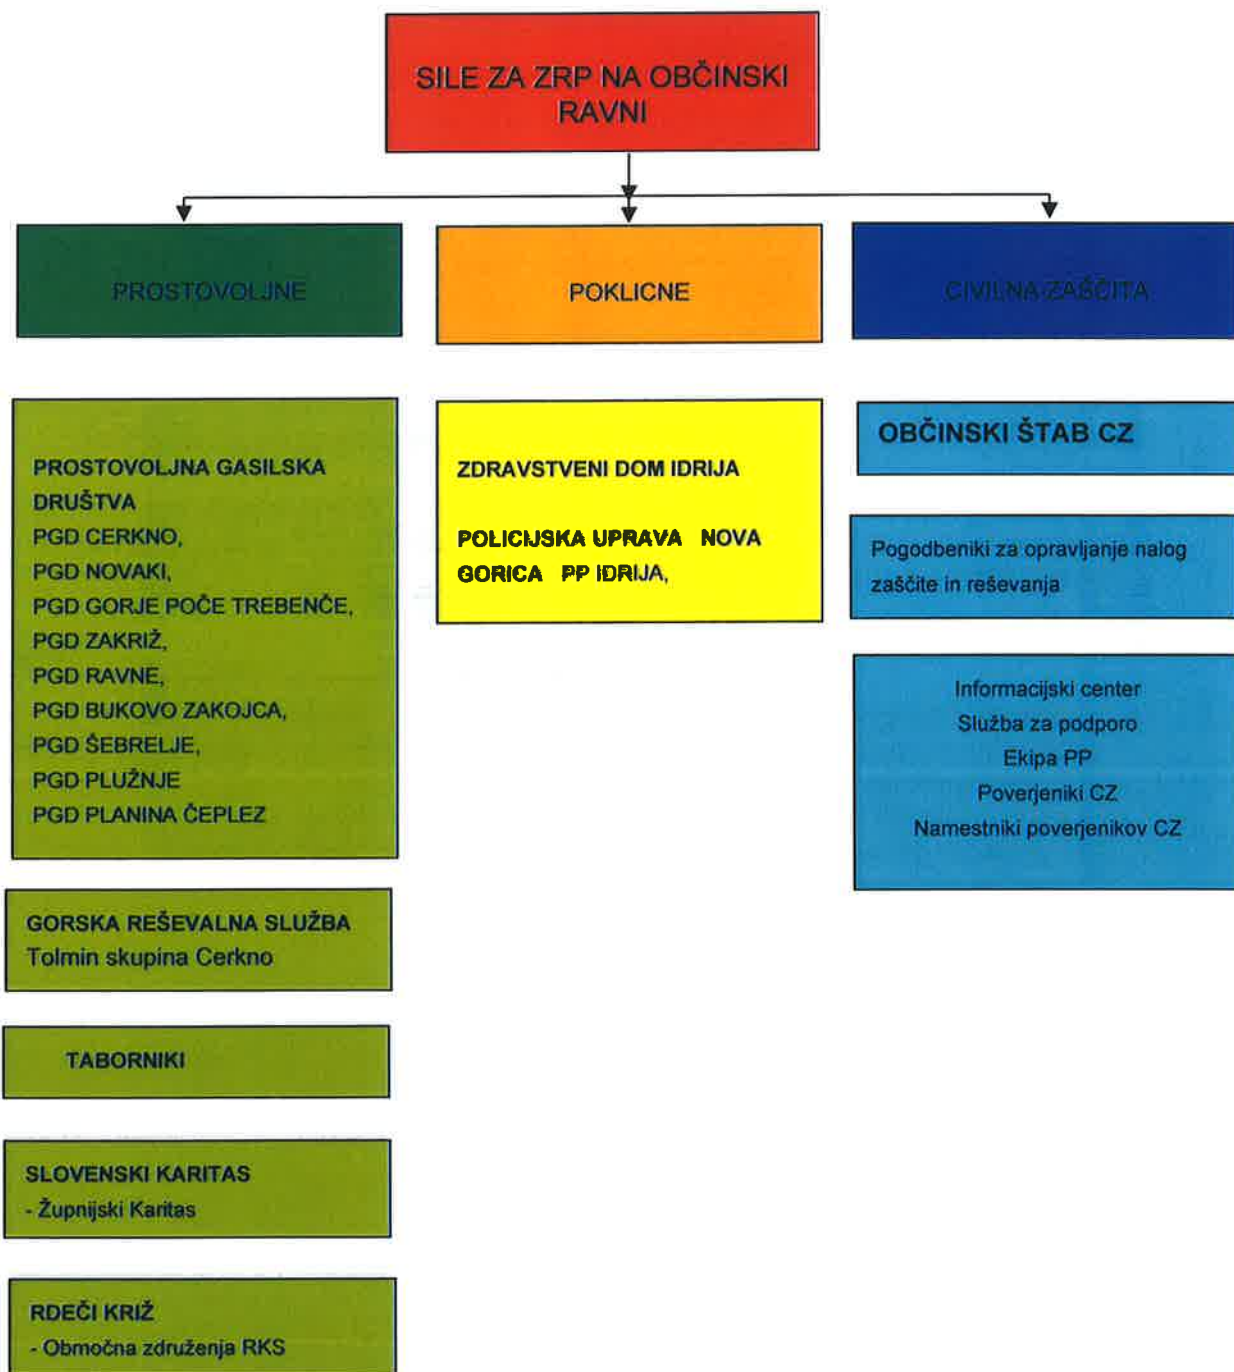 SILE ZA ZRP NA OBČINSKI
RAVNI
PROSTOVOLJNE
POKLICNE
CIVILNA ZAŠČITA
PROSTOVOLJNA GASILSKA
DRUŠTVA
PGD CERKNO,
PGD NOVAKI,
PGD GORJE POČE TREBENČE,
PGD ZAKRIŽ,
PGD RAVNE,
PGD BUKOVO ZAKOJCA,
PGD ŠEBRELJE,
PGD PLUŽNJE
PGD PLANINA ČEPLEZ
GORSKA REŠEVALNA SLUŽBA
Tolmin skupina Cerkno
TABORNIKI
SLOVENSKI KARITAS
- Župnijski Karitas
RDEČI KRIŽ
- Območna združenja RKS
ZDRAVSTVENI DOM IDRIJA
POLICIJSKA UPRAVA NOVA
GORICA PP IDRIJA,
OBČINSKI ŠTAB CZ
Pogodbeniki za opravljanje nalog
zaščite in reševanja
Informacijski center
Služba za podporo
Ekipa PP
Poverjeniki CZ
Namestniki poverjenikov CZ